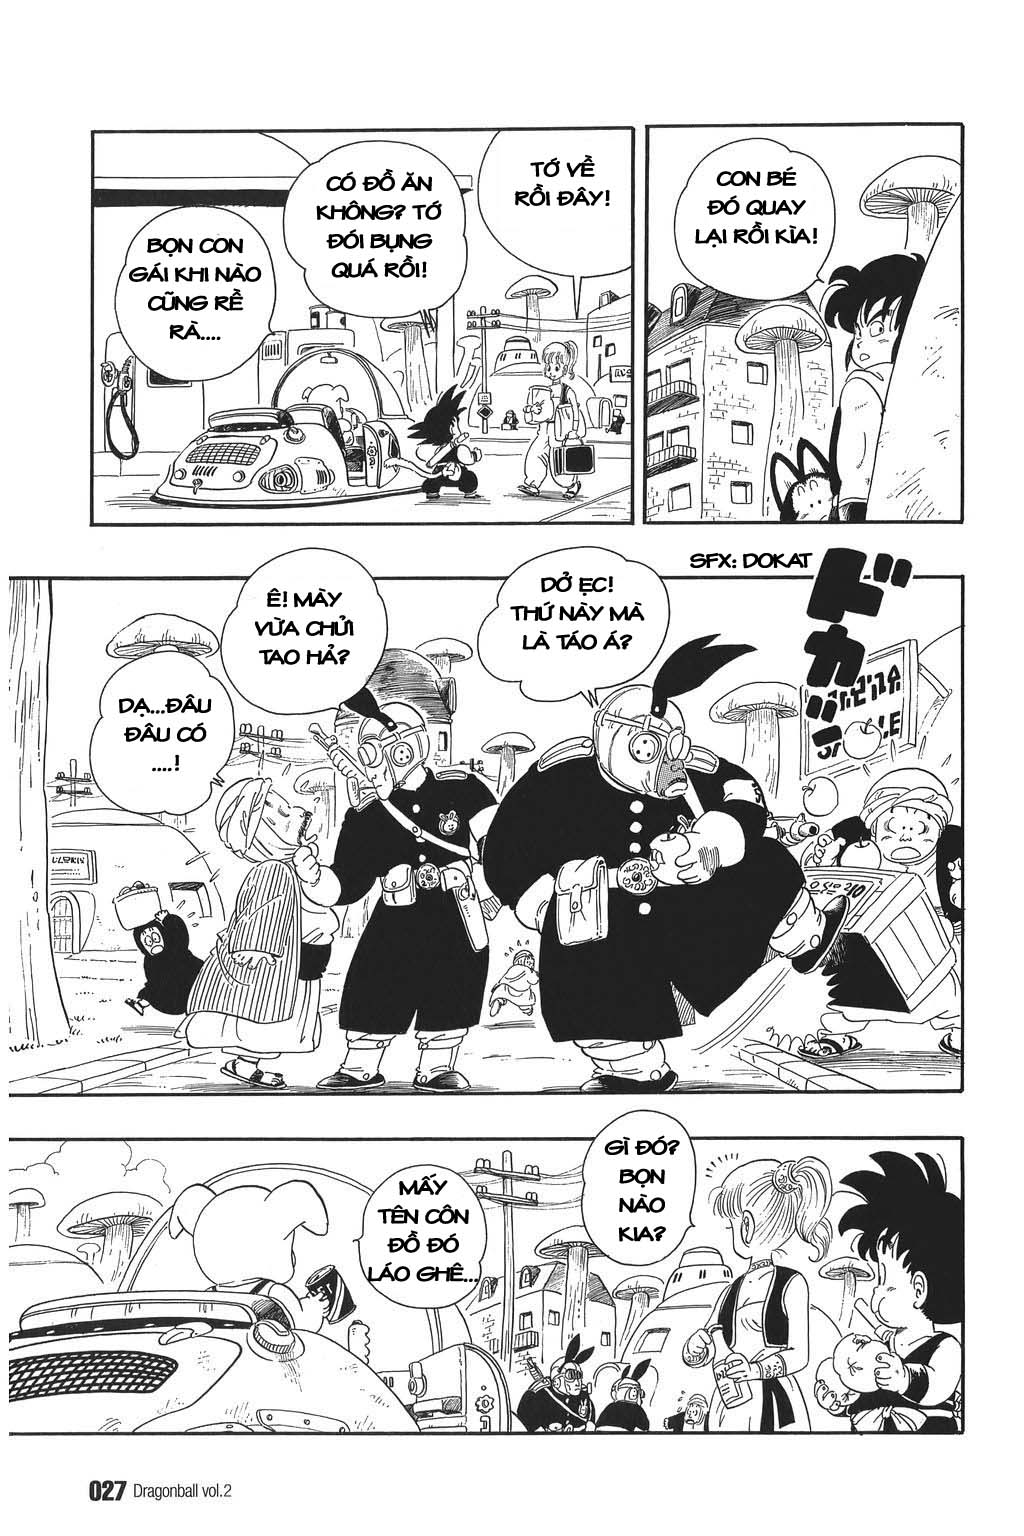 TỚ VỀ
RỒI ĐÂY!
CÓ ĐỒ ĂN
KHÔNG? TỚ
ĐÓI BỤNG
QUÁ RỒI!
BỌN CON
GÁI KHI NÀO
CŨNG RỀ
RÀ....
CON BÉ
ĐÓ QUAY
LẠI RỒI KÌA!
SFX: DOKAT
ドカッ
DỞ ẸC!
THỨ NÀY MÀ
LÀ TÁO Á?
Ê! MÀY
VỪA CHỬI
TAO HẢ?
DẠ...ĐÂU
ĐÂU CÓ
....!
GÌ ĐÓ?
BỌN
NÀO
KIA?
MẤY
TÊN CÔN
ĐỒ ĐÓ
LÁO GHÊ...
027 Dragonball vol.2